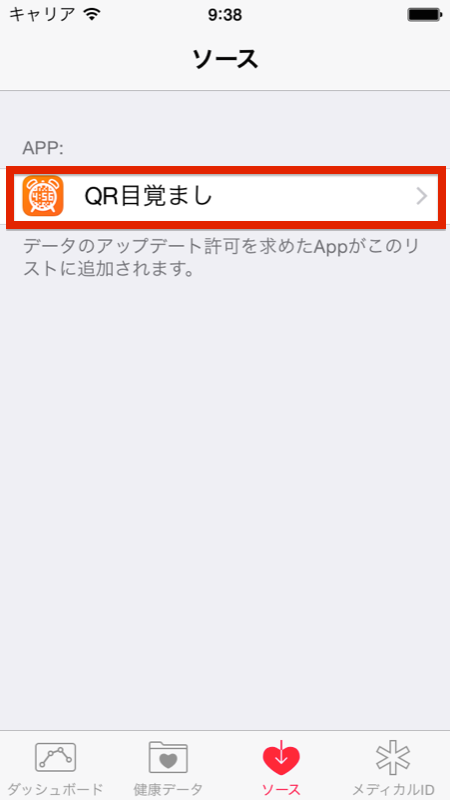 キャリア 9:38
ソース
APP:
4:56
QR目覚まし
データのアップデート許可を求めたAppがこのリ
ストに追加されます。
ダッシュボード 健康データ ソース メディカルID